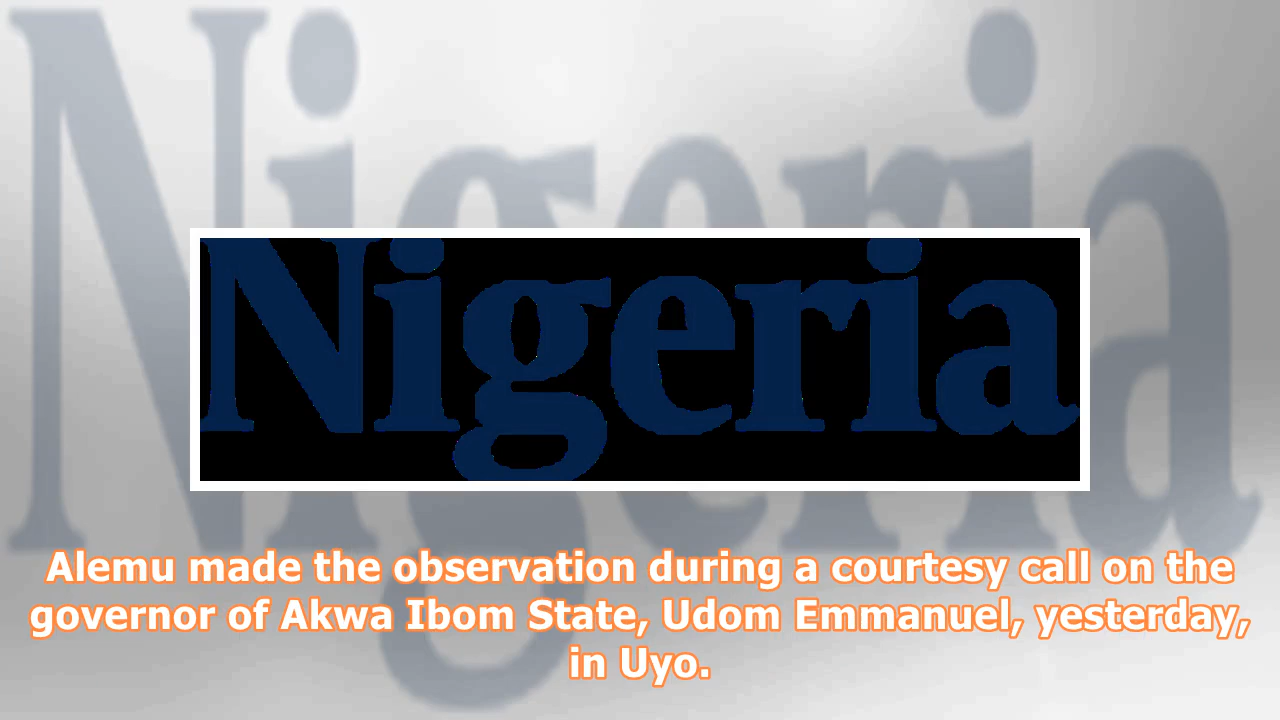 Nigeria
Alemu made the observation during a courtesy call on the
governor of Akwa Ibom State, Udom Emmanuel, yesterday,
in Uyo.